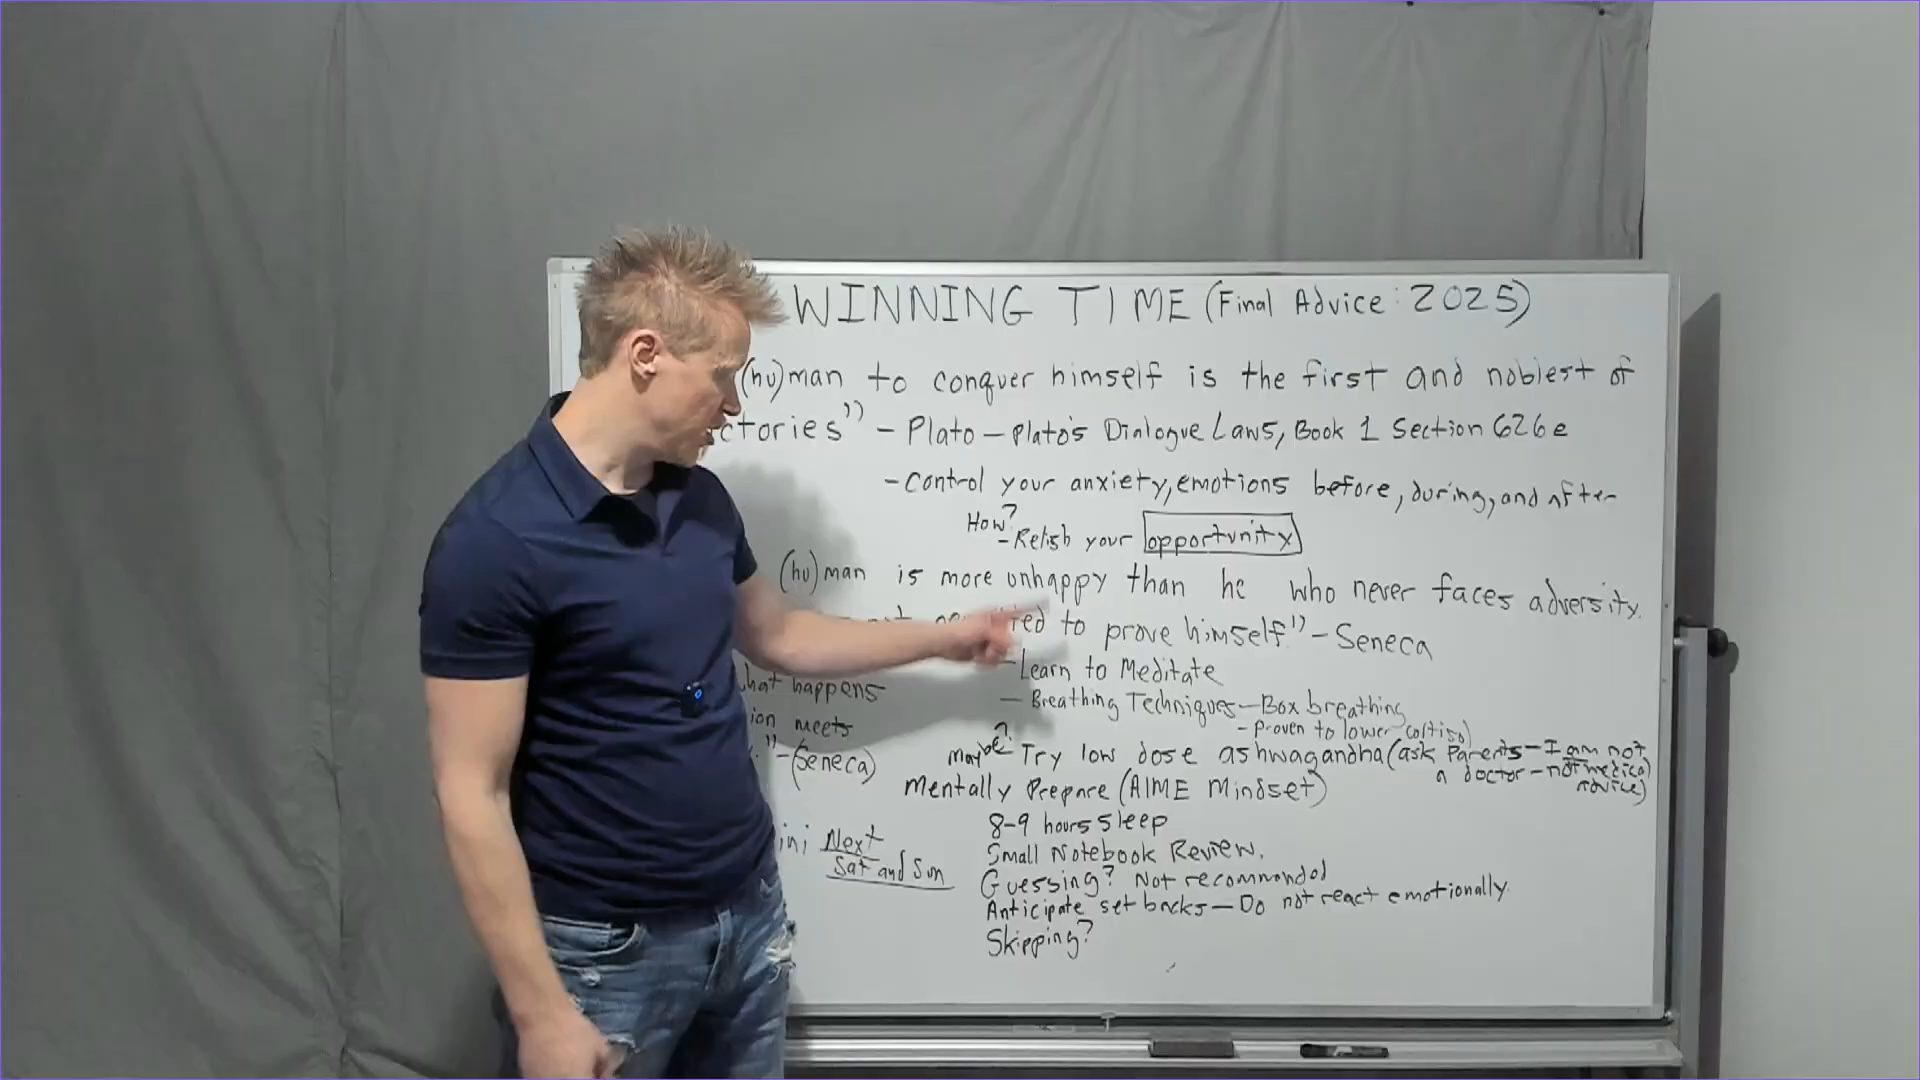 WINNING TIME (Final Advice: 2025)
(hu)man to conquer himself is the first and noblest of
ctories" - Plato - Plato's Dialogue Laws, Book 1 Section 626e
- Control your anxiety, emotions before, during, and after
How?
- Relish your opportunity
(hu)man is more unhappy than he who never faces adversity.
to prove himself." - Seneca
- Learn to Meditate
hat happens
- Breathing Techniques - Box breathing
ion meets
- Proven to lower
" - (Seneca)
maybe? Try low dose ashwagandha (ask Parents - I am not
a doctor - not medical
advice)
Mentally Prepare (AIME Mindset)
ini Next
Sat and Sun
8-9 hours sleep
Small Notebook Review.
Guessing? Not recommended
Anticipate set backs - Do not react emotionally
Skipping?